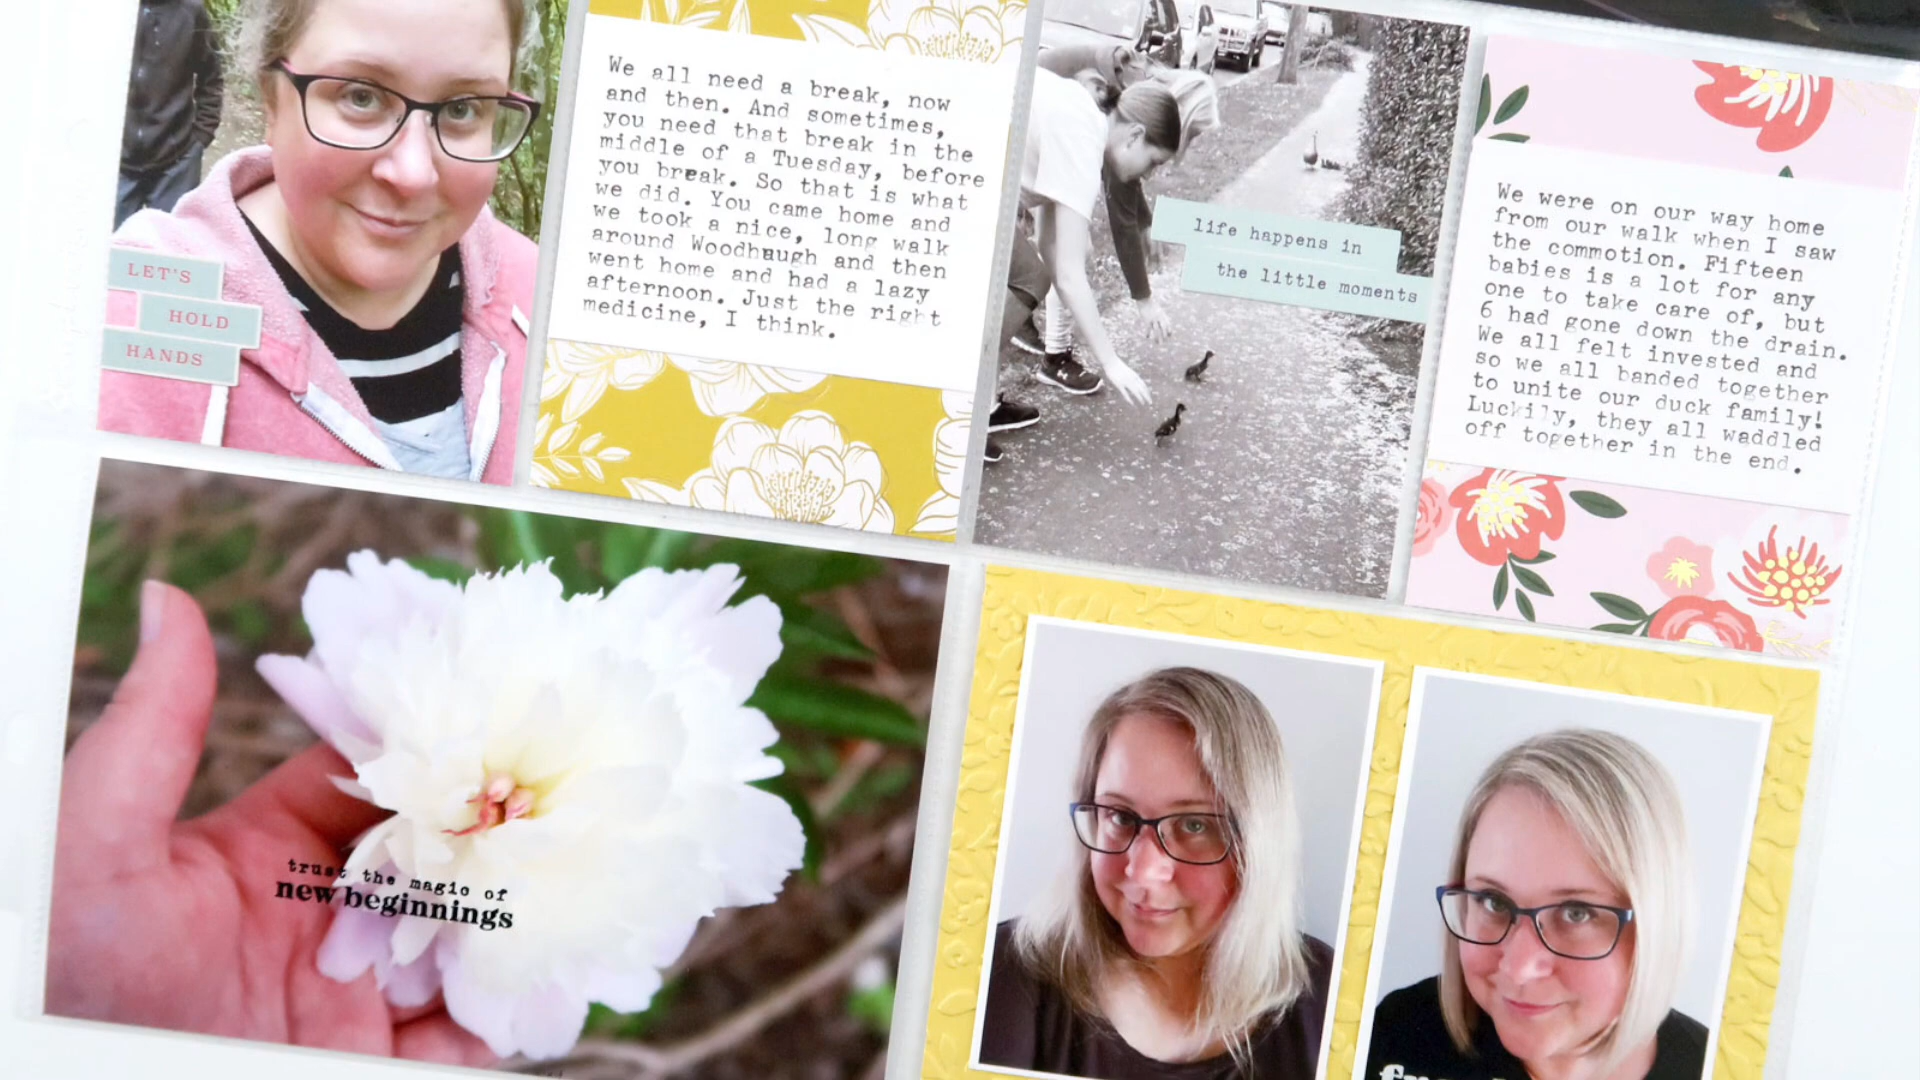 LET'S
HOLD
HANDS
We all need a break, now
and then. And sometimes,
you need that break in the
middle of a Tuesday, before
you break. So that is what
we did. You came home and
we took a nice, long walk
around Woodhaugh and then
went home and had a lazy
afternoon. Just the right
medicine, I think.
life happens in
the little moments
We were on our way home
from our walk when I saw
the commotion. Fifteen
babies is a lot for any
one to take care of, but
6 had gone down the drain.
We all felt invested and
so we all banded together
to unite our duck family!
Luckily, they all waddled
off together in the end.
trust the magic of
new beginnings